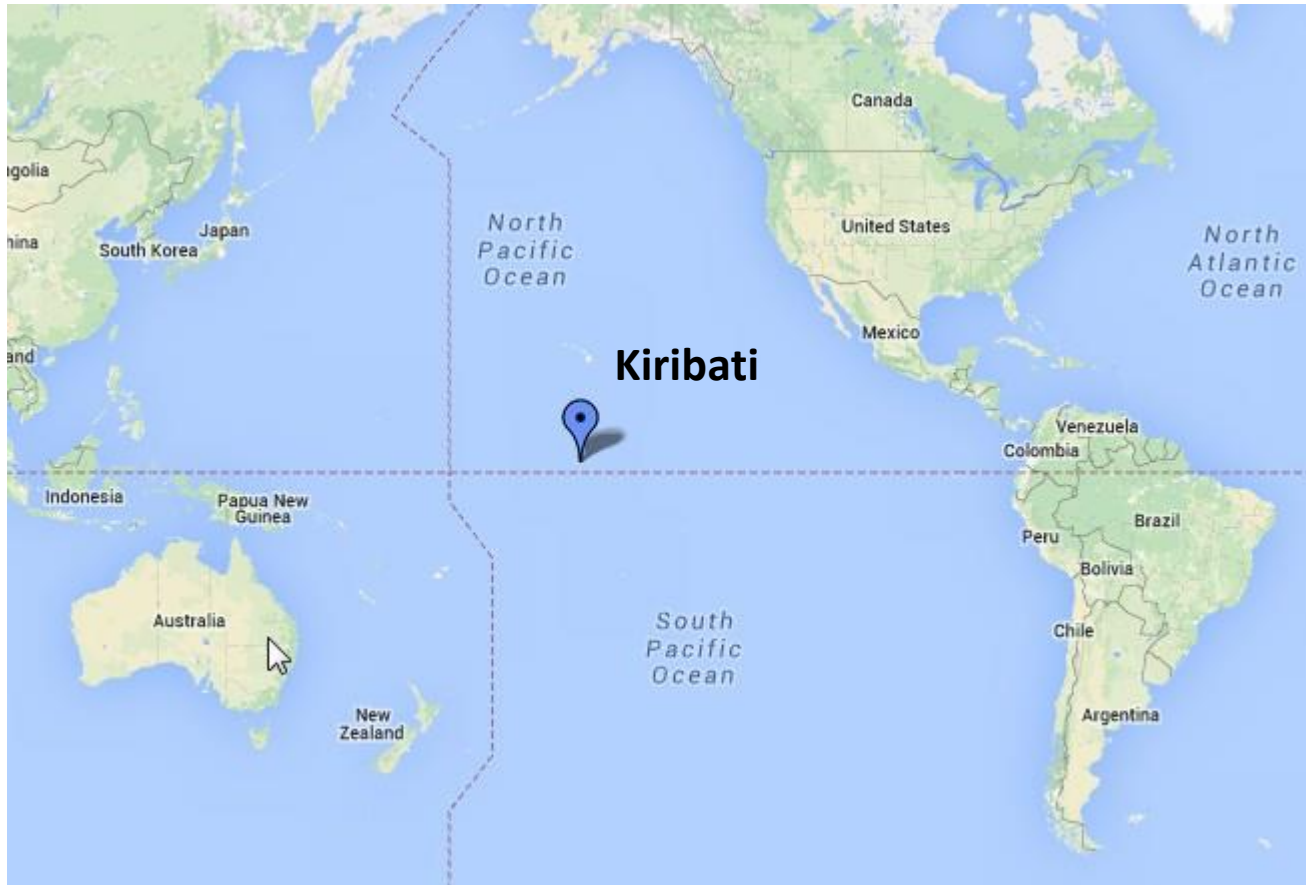 Canada
ngolia
Japan
South Korea
hina
United States
North
Pacific
Ocean
North
Atlantic
Ocean
Mexico
Kiribati
and
Venezuela
Colombia
Indonesia
Papua New
Guinea
Brazil
Peru
Bolivia
Australia
South
Pacific
Ocean
Chile
New
Zealand
Argentina